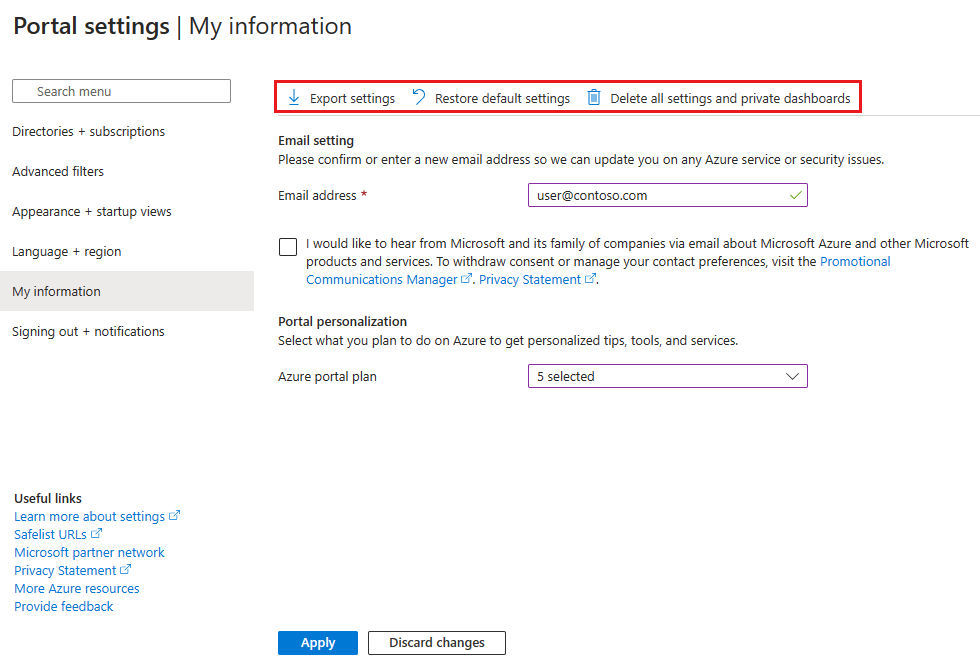 Portal settings | My information
Search menu
Directories + subscriptions
Advanced filters
Appearance + startup views
Language + region
My information
Signing out + notifications
Export settings
Restore default settings
Delete all settings and private dashboards
Email setting
Please confirm or enter a new email address so we can update you on any Azure service or security issues.
Email address *
user@contoso.com
I would like to hear from Microsoft and its family of companies via email about Microsoft Azure and other Microsoft
products and services. To withdraw consent or manage your contact preferences, visit the Promotional
Communications Manager. Privacy Statement.
Portal personalization
Select what you plan to do on Azure to get personalized tips, tools, and services.
Azure portal plan
5 selected
Useful links
Learn more about settings
Safelist URLs
Microsoft partner network
Privacy Statement
More Azure resources
Provide feedback
Apply
Discard changes